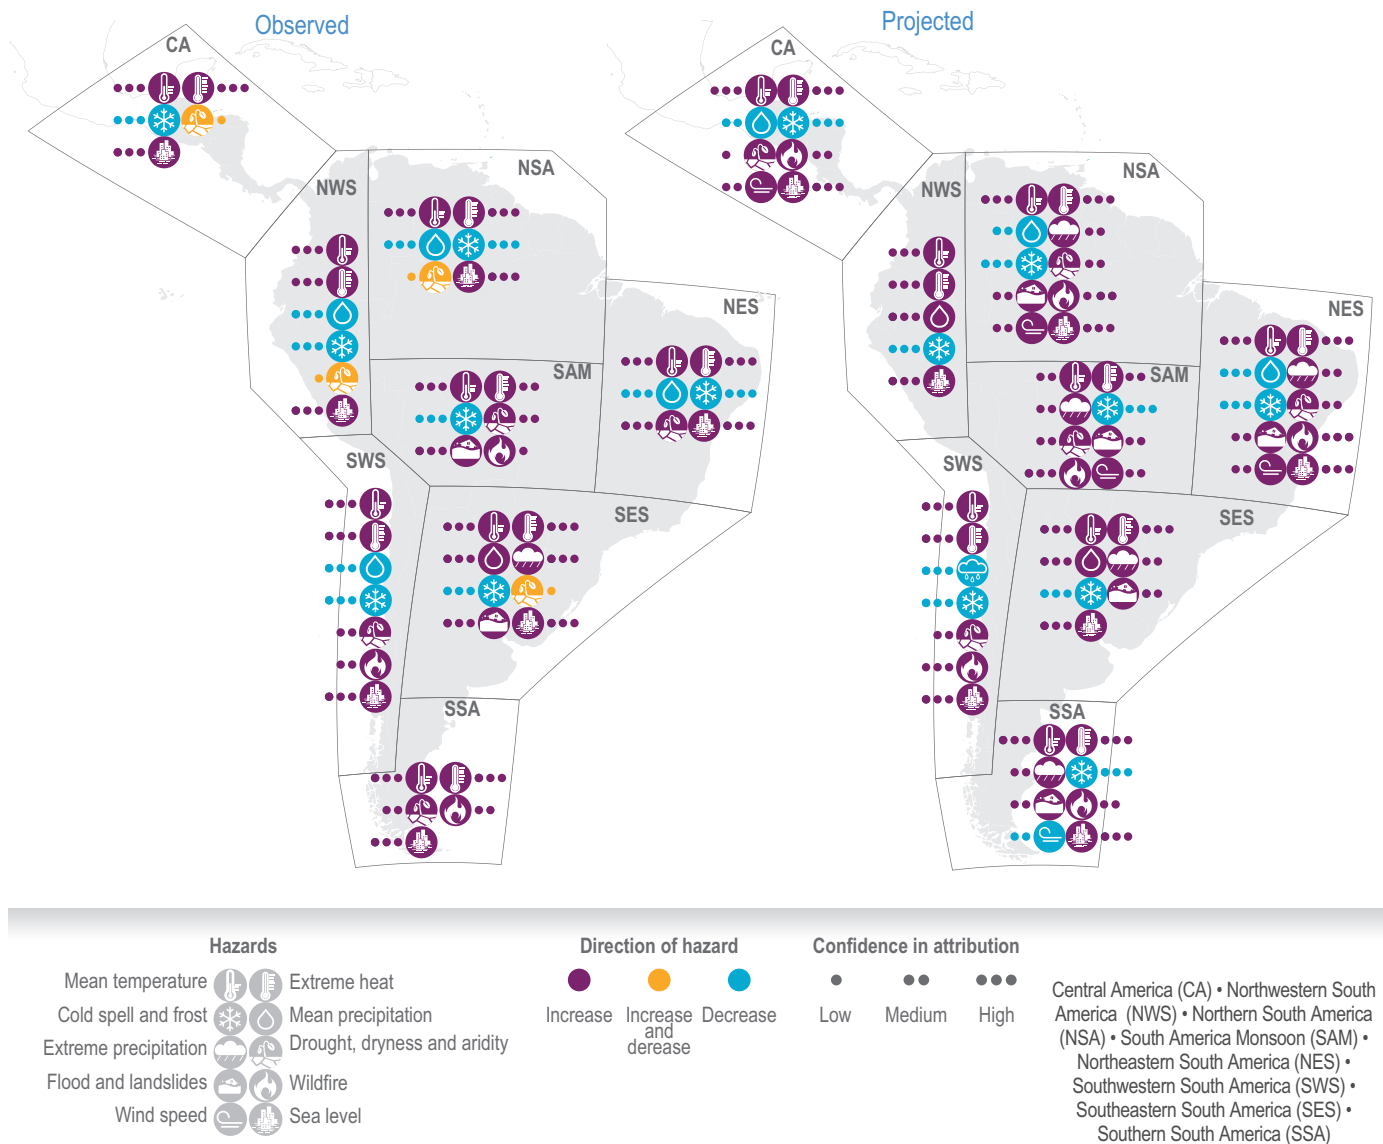 Observed
Projected
CA
NWS
NSA
NES
SAM
SWS
SES
SSA
CA
NWS
NSA
NES
SAM
SWS
SES
SSA
Hazards
Mean temperature
Extreme heat
Cold spell and frost
Mean precipitation
Extreme precipitation
Drought, dryness and aridity
Flood and landslides
Wildfire
Wind speed
Sea level
Direction of hazard
Increase
Increase
and
derease
Decrease
Confidence in attribution
Low
Medium
High
Central America (CA) • Northwestern South
America (NWS) • Northern South America
(NSA) • South America Monsoon (SAM) •
Northeastern South America (NES) •
Southwestern South America (SWS) •
Southeastern South America (SES) •
Southern South America (SSA)